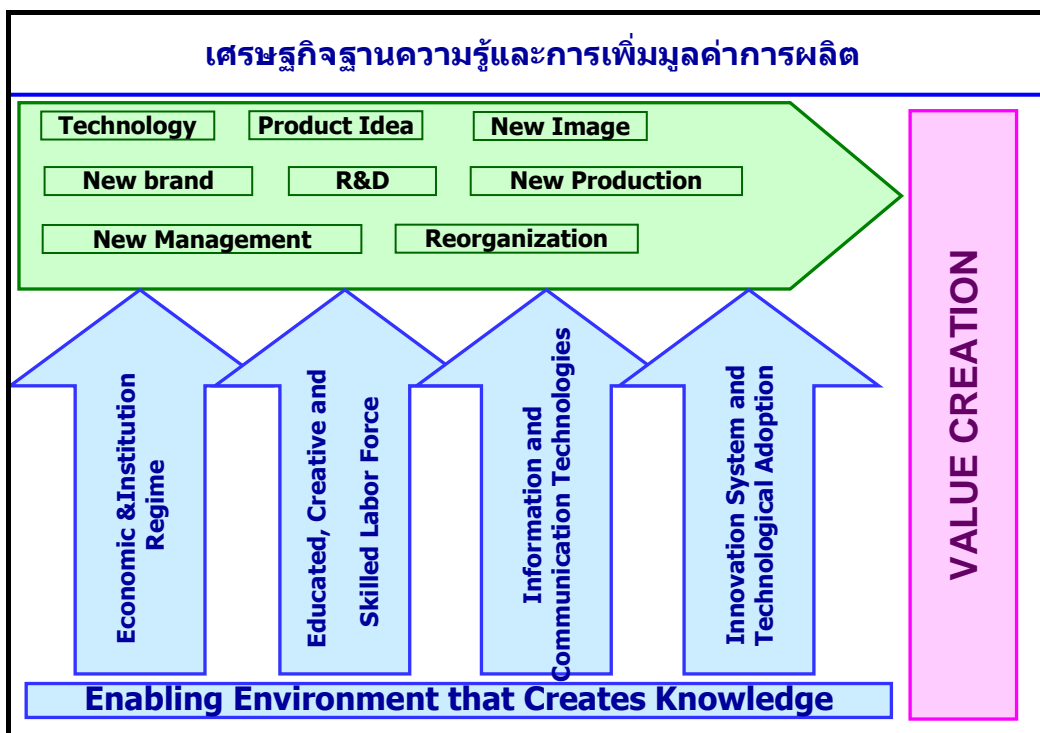 เศรษฐกิจฐานความรู้และการเพิ่มมูลค่าการผลิต
Technology
Product Idea
New Image
New brand
R&D
New Production
New Management
Reorganization
Economic &Institution
Regime
Educated, Creative and
Skilled Labor Force
Information and
Communication Technologies
Innovation System and
Technological Adoption
Enabling Environment that Creates Knowledge
VALUE CREATION